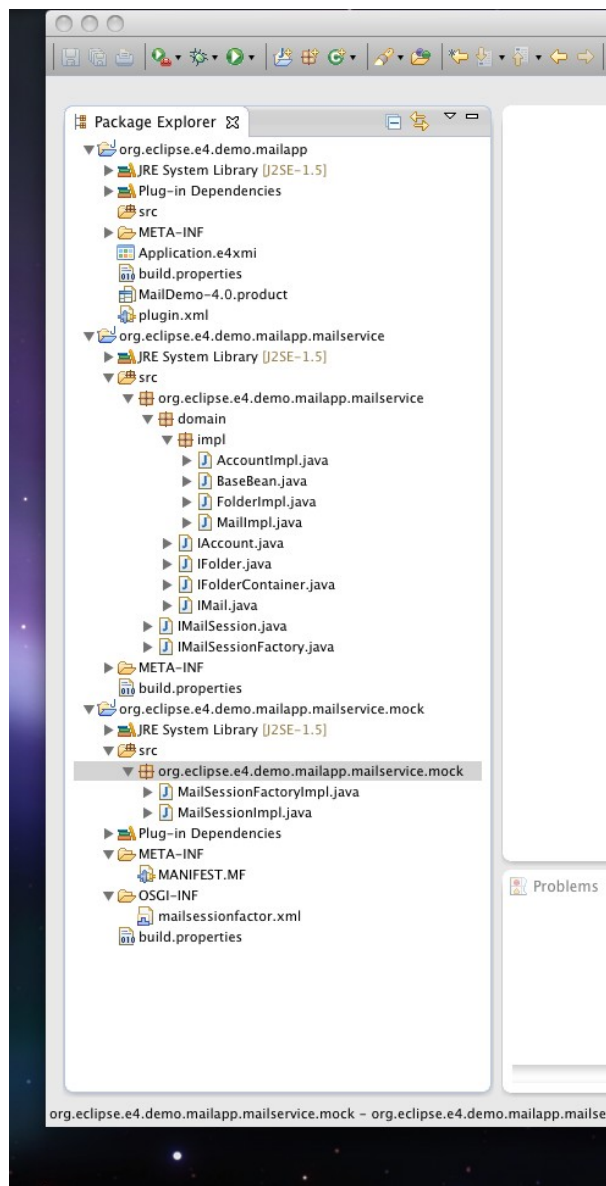 Package Explorer
org.eclipse.e4.demo.mailapp
JRE System Library [J2SE-1.5]
Plug-in Dependencies
src
META-INF
Application.e4xmi
build.properties
MailDemo-4.0.product
plugin.xml
org.eclipse.e4.demo.mailapp.mailservice
JRE System Library [J2SE-1.5]
src
org.eclipse.e4.demo.mailapp.mailservice
domain
impl
AccountImpl.java
BaseBean.java
FolderImpl.java
MailImpl.java
IAccount.java
IFolder.java
IFolderContainer.java
IMail.java
IMailSession.java
IMailSessionFactory.java
META-INF
build.properties
org.eclipse.e4.demo.mailapp.mailservice.mock
JRE System Library [J2SE-1.5]
src
org.eclipse.e4.demo.mailapp.mailservice.mock
MailSessionFactoryImpl.java
MailSessionImpl.java
Plug-in Dependencies
META-INF
MANIFEST.MF
Problems
OSGI-INF
mailsessionfactor.xml
build.properties
org.eclipse.e4.demo.mailapp.mailservice.mock - org.eclipse.e4.demo.mailapp.mailse